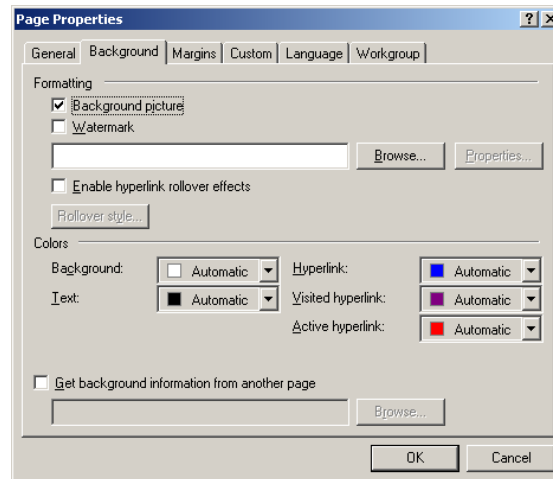 Page Properties
General Background Margins Custom Language Workgroup
Formatting
Background picture
Watermark
Browse... Properties...
Enable hyperlink rollover effects
Rollover style...
Colors
Background: Automatic Hyperlink: Automatic
Text: Automatic Visited hyperlink: Automatic
Active hyperlink: Automatic
Get background information from another page
Browse...
OK Cancel